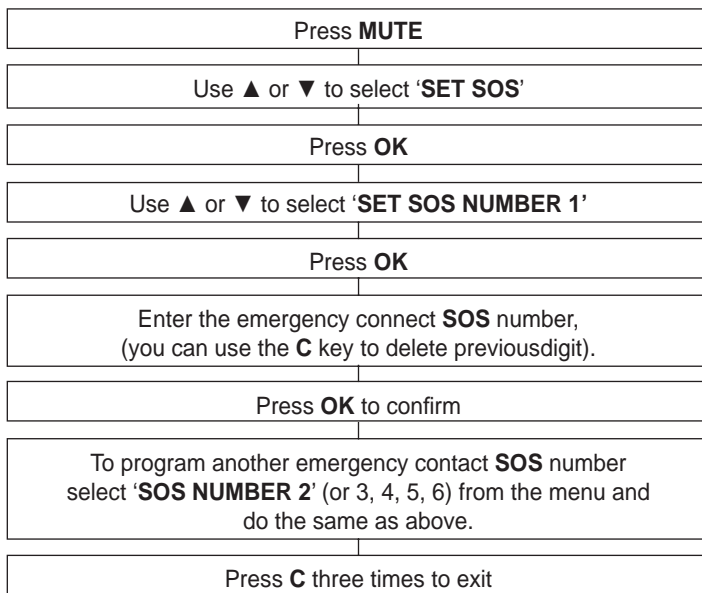 Press MUTE
Use ▲ or ▼ to select ‘SET SOS’
Press OK
Use ▲ or ▼ to select ‘SET SOS NUMBER 1’
Press OK
Enter the emergency connect SOS number,
(you can use the C key to delete previousdigit).
Press OK to confirm
To program another emergency contact SOS number
select ‘SOS NUMBER 2’ (or 3, 4, 5, 6) from the menu and
do the same as above.
Press C three times to exit